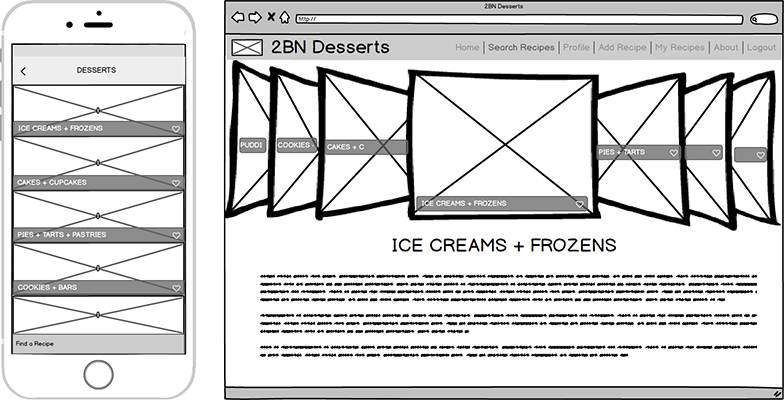 DESSERTS
ICE CREAMS + FROZENS
CAKES + CUPCAKES
PIES + TARTS + PASTRIES
COOKIES + BARS
Find a Recipe
2BN Desserts
http://
2BN Desserts
Home | Search Recipes | Profile | Add Recipe | My Recipes | About | Logout
PUDDI
COOKIES
CAKES + C
ICE CREAMS + FROZENS
PIES + TARTS
ICE CREAMS + FROZENS